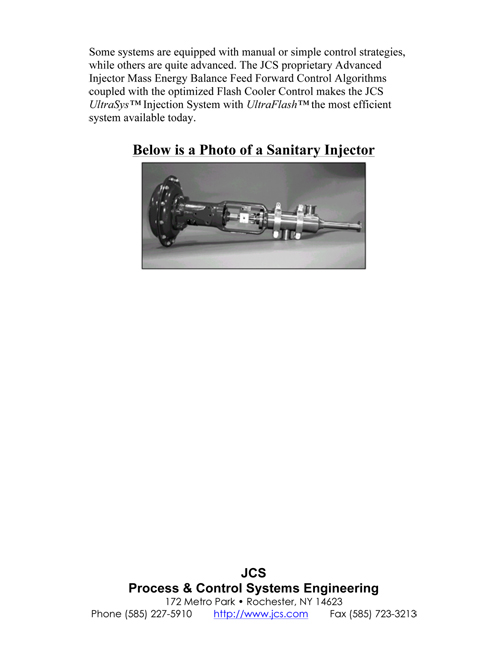 Some systems are equipped with manual or simple control strategies,
while others are quite advanced. The JCS proprietary Advanced
Injector Mass Energy Balance Feed Forward Control Algorithms
coupled with the optimized Flash Cooler Control makes the JCS
UltraSys™ Injection System with UltraFlash™ the most efficient
system available today.
Below is a Photo of a Sanitary Injector
JCS
Process & Control Systems Engineering
172 Metro Park • Rochester, NY 14623
Phone (585) 227-5910 http://www.jcs.com Fax (585) 723-3213